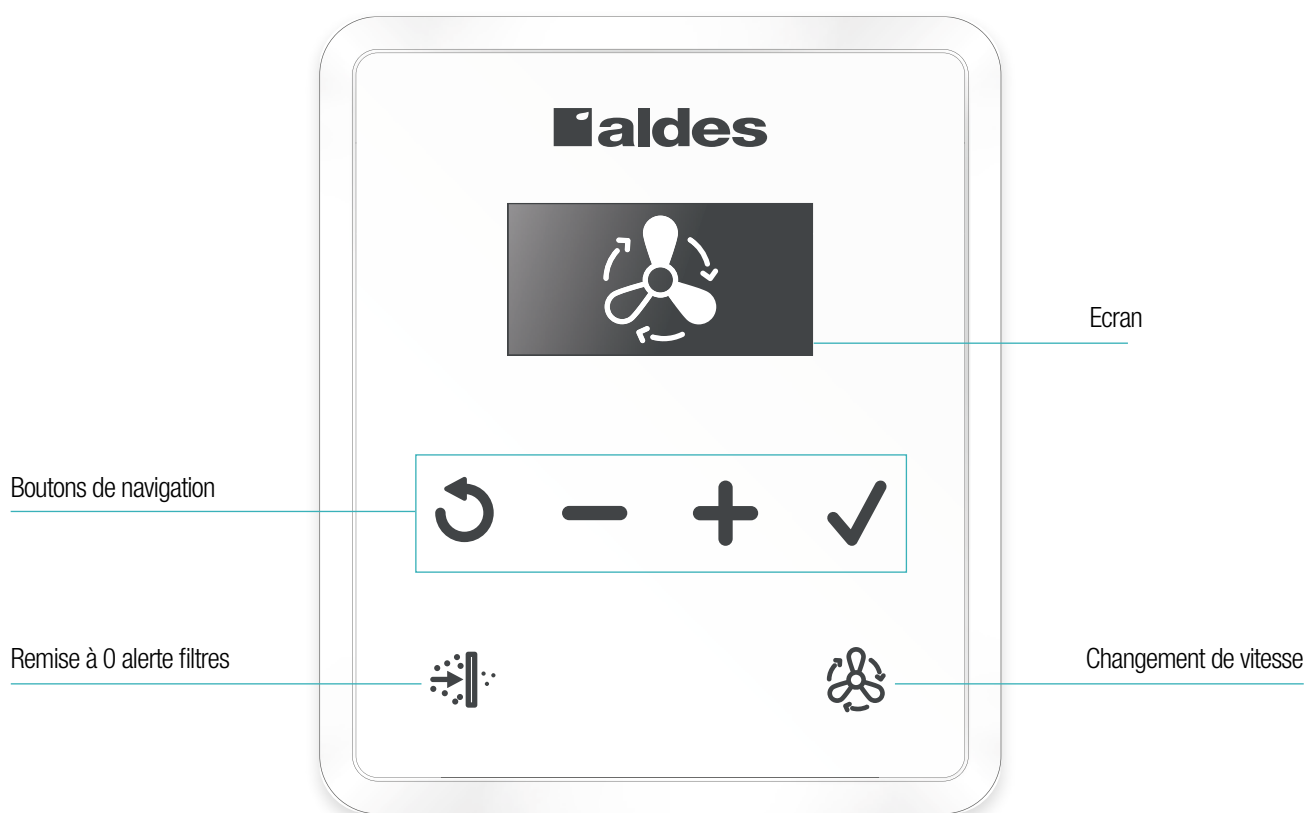 aldes
Ecran
Boutons de navigation
Remise à 0 alerte filtres
Changement de vitesse